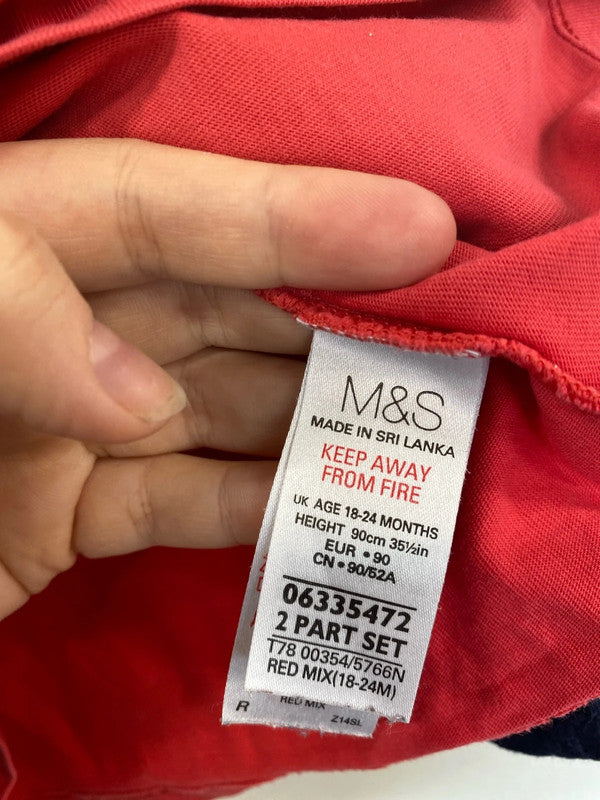 M&S
MADE IN SRI LANKA
KEEP AWAY
FROM FIRE
UK AGE 18-24 MONTHS
HEIGHT 90cm 35½in
EUR • 90
CN • 90/52A
06335472
2 PART SET
T78 00354/5766N
RED MIX(18-24M)
RED MIX
R Z14SL